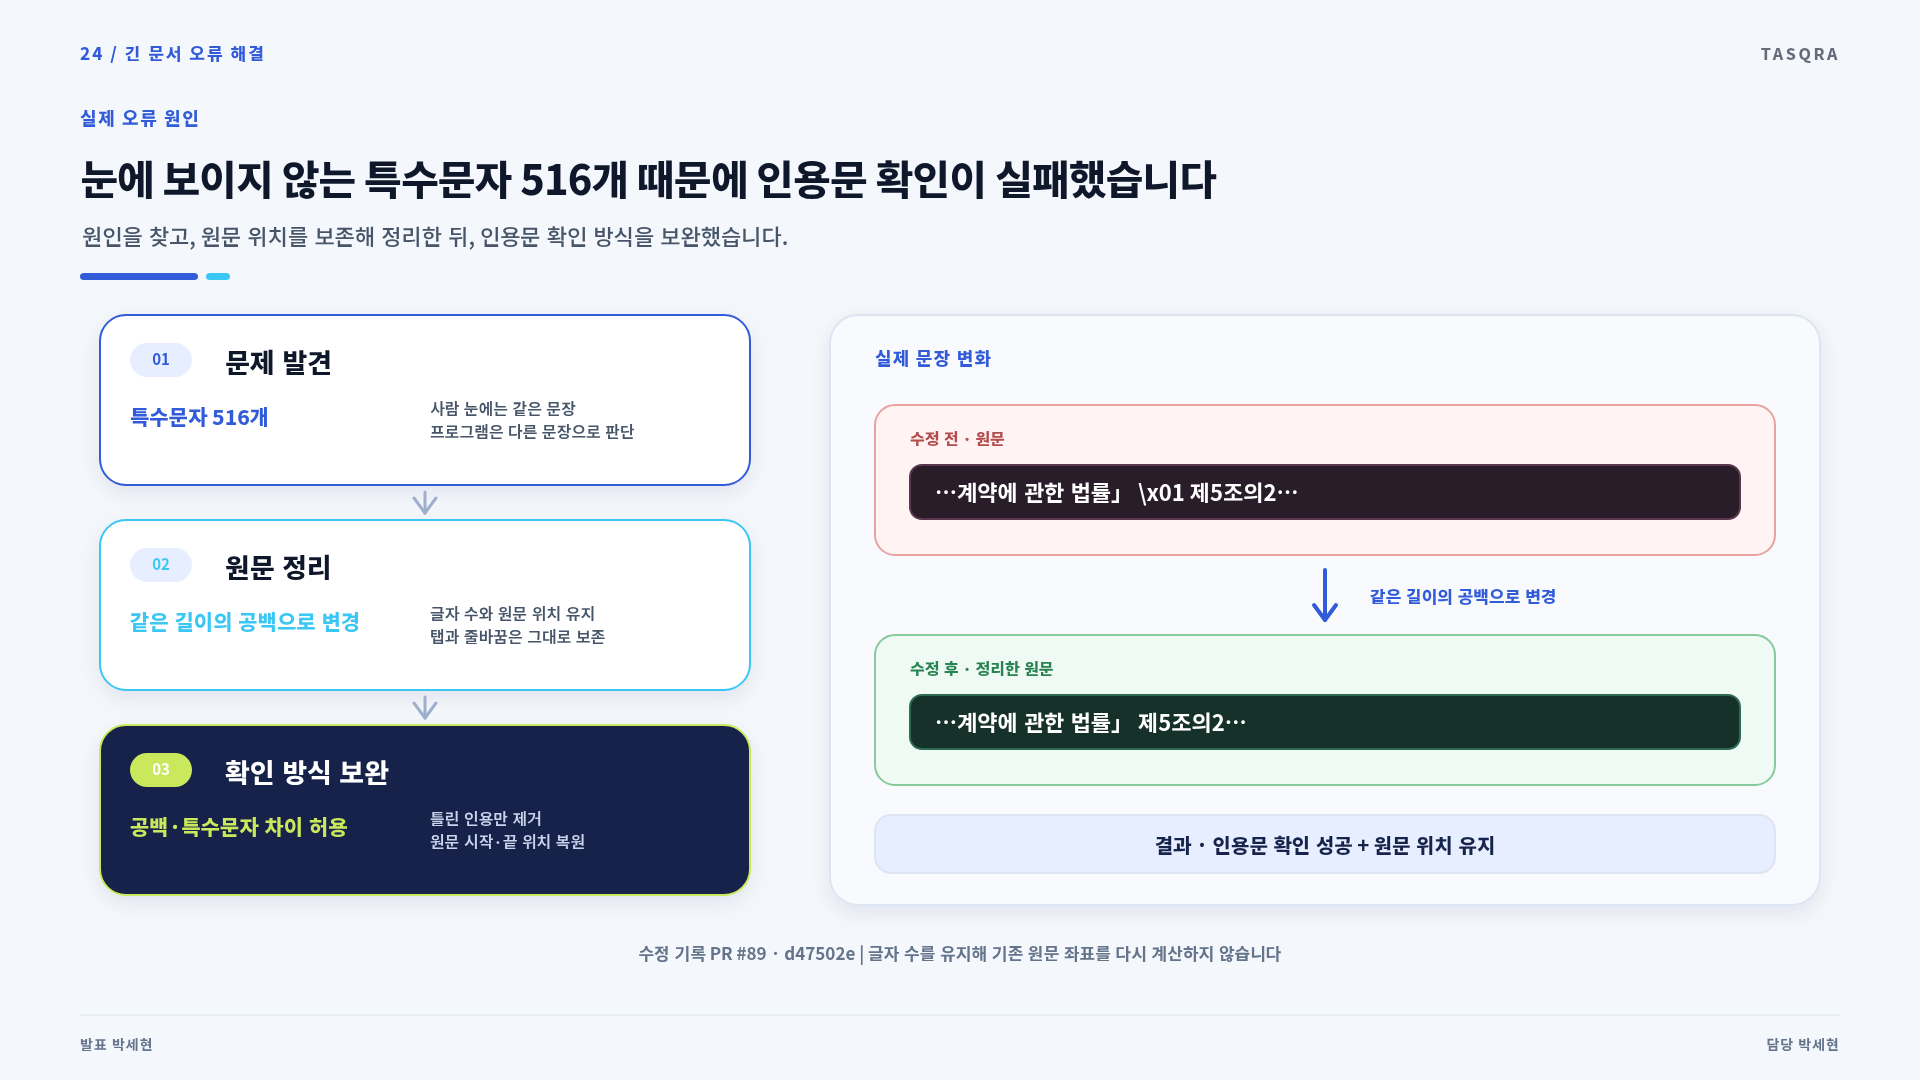 24 / 긴 문서 오류 해결
TASQRA
실제 오류 원인
눈에 보이지 않는 특수문자 516개 때문에 인용문 확인이 실패했습니다
원인을 찾고, 원문 위치를 보존해 정리한 뒤, 인용문 확인 방식을 보완했습니다.
01
문제 발견
특수문자 516개
사람 눈에는 같은 문장
프로그램은 다른 문장으로 판단
02
원문 정리
같은 길이의 공백으로 변경
글자 수와 원문 위치 유지
탭과 줄바꿈은 그대로 보존
03
확인 방식 보완
공백·특수문자 차이 허용
틀린 인용만 제거
원문 시작·끝 위치 복원
실제 문장 변화
수정 전 · 원문
…계약에 관한 법률」 \x01 제5조의2…
같은 길이의 공백으로 변경
수정 후 · 정리한 원문
…계약에 관한 법률」 제5조의2…
결과 · 인용문 확인 성공 + 원문 위치 유지
수정 기록 PR #89 · d47502e | 글자 수를 유지해 기존 원문 좌표를 다시 계산하지 않습니다
발표 박세현
담당 박세현